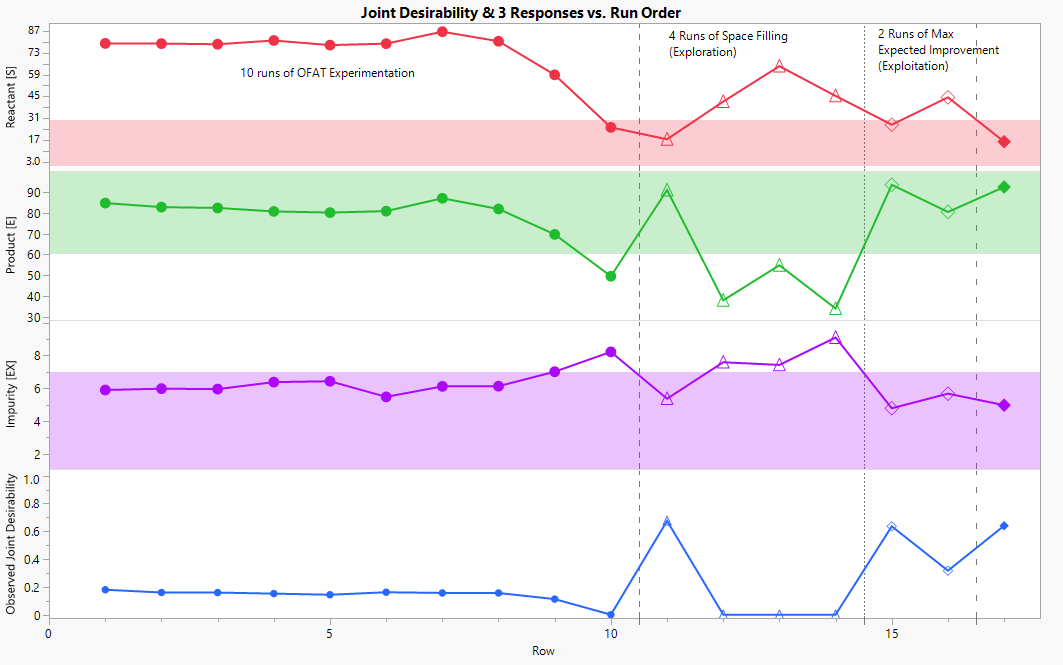 Joint Desirability & 3 Responses vs. Run Order
87
73
59
45
31
17
3.0
Reactant [S]
10 runs of OFAT Experimentation
4 Runs of Space Filling
(Exploration)
2 Runs of Max
Expected Improvement
(Exploitation)
90
80
70
60
50
40
30
Product [E]
8
6
4
2
Impurity [EX]
1.0
0.8
0.6
0.4
0.2
0
Observed Joint Desirability
0
5
10
15
Row